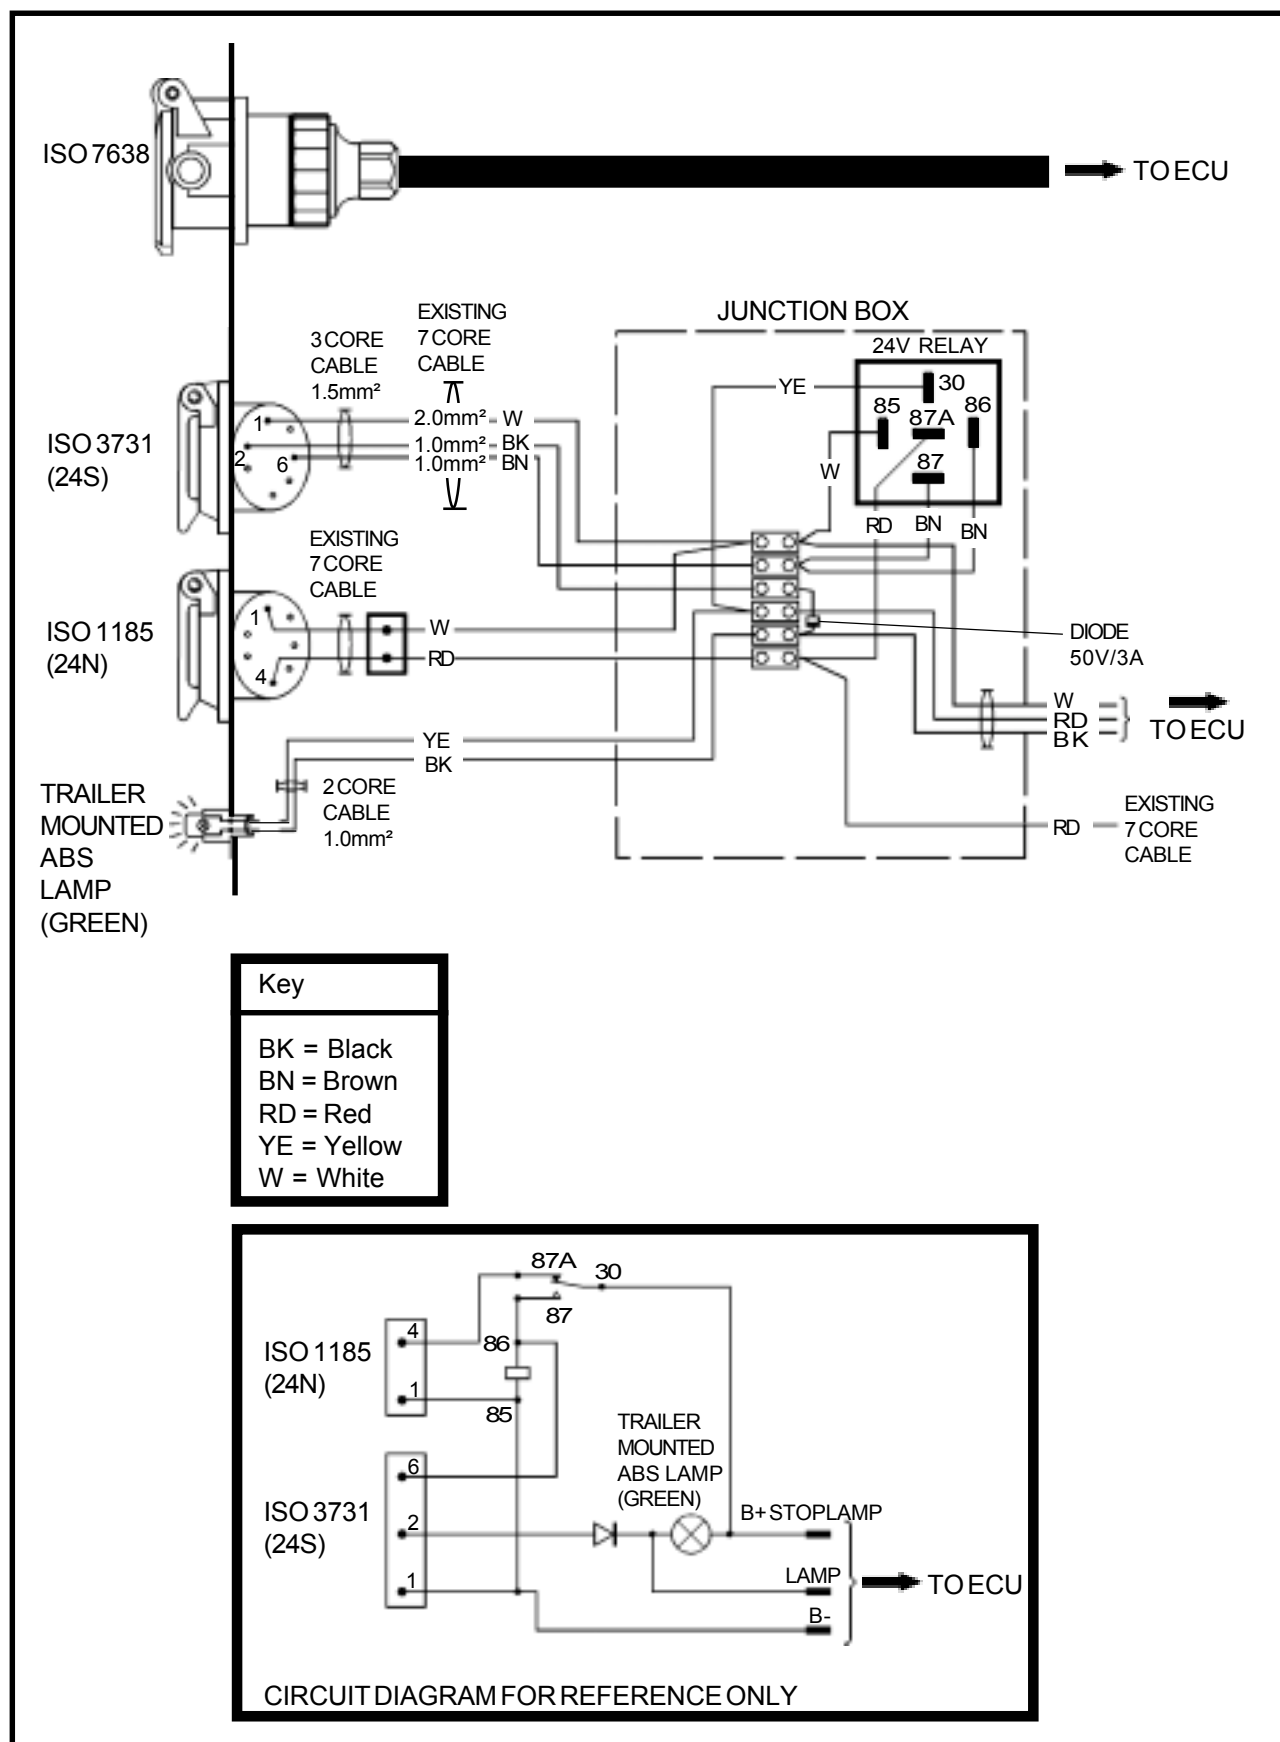 ISO 7638
TO ECU
JUNCTION BOX
24V RELAY
3 CORE
CABLE
1.5mm²
EXISTING
7 CORE
CABLE
YE
30
85
87A
86
87
ISO 3731
(24S)
1
2
6
2.0mm² W
1.0mm² BK
1.0mm² BN
W
RD
BN
BN
EXISTING
7 CORE
CABLE
ISO 1185
(24N)
1
4
W
RD
DIODE
50V/3A
W
RD
BK
TO ECU
YE
BK
2 CORE
CABLE
1.0mm²
TRAILER
MOUNTED
ABS
LAMP
(GREEN)
RD
EXISTING
7 CORE
CABLE
Key
BK = Black
BN = Brown
RD = Red
YE = Yellow
W = White
87A
30
87
ISO 1185
(24N)
4
1
86
85
ISO 3731
(24S)
6
2
1
TRAILER
MOUNTED
ABS LAMP
(GREEN)
B+ STOPLAMP
LAMP
B-
TO ECU
CIRCUIT DIAGRAM FOR REFERENCE ONLY